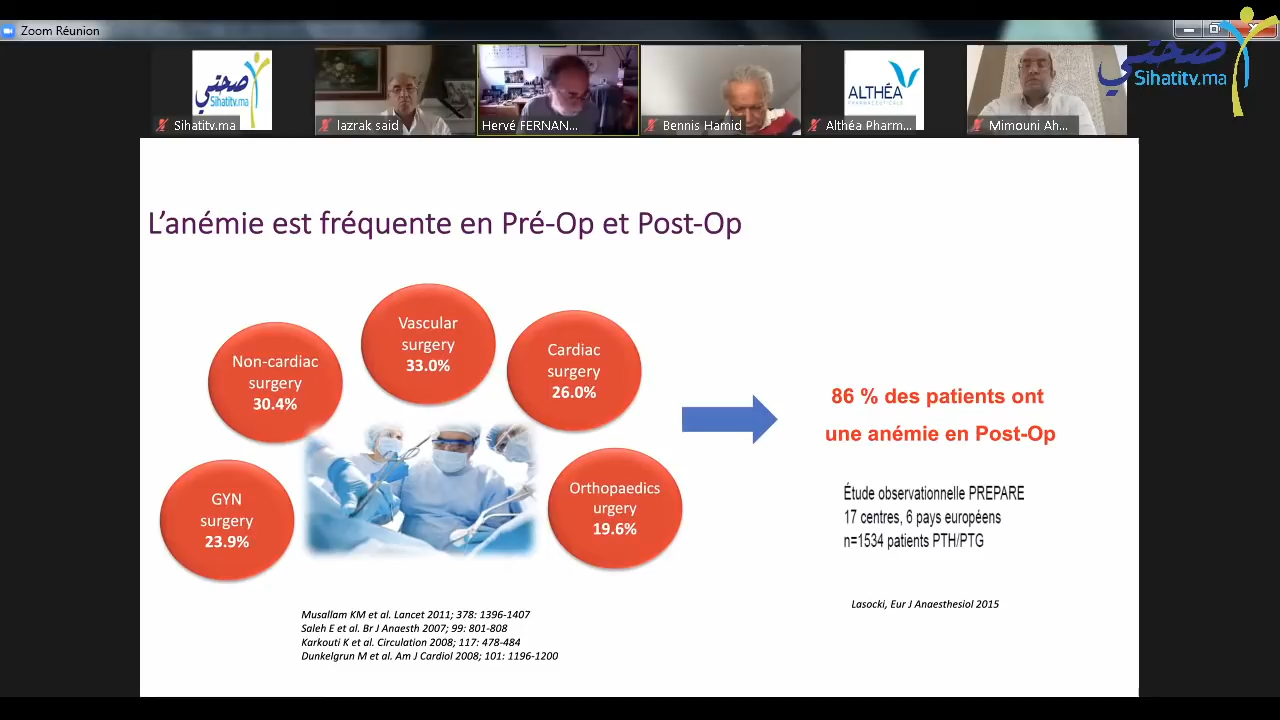 Zoom Réunion
صحتي
Sihatitv.ma
صحتي
Sihatitv.ma
ALTHÉA
PHARMACEUTICALS
Sihatitv.ma
lazrak said
Hervé FERNAN...
Bennis Hamid
Althéa Pharm...
Mimouni Ah...
L'anémie est fréquente en Pré-Op et Post-Op
Vascular
surgery
33.0%
Non-cardiac
surgery
30.4%
Cardiac
surgery
26.0%
GYN
surgery
23.9%
Orthopaedics
urgery
19.6%
86 % des patients ont
une anémie en Post-Op
Étude observationnelle PREPARE
17 centres, 6 pays européens
n=1534 patients PTH/PTG
Lasocki, Eur J Anaesthesiol 2015
Musallam KM et al. Lancet 2011; 378: 1396-1407
Saleh E et al. Br J Anaesth 2007; 99: 801-808
Karkouti K et al. Circulation 2008; 117: 478-484
Dunkelgrun M et al. Am J Cardiol 2008; 101: 1196-1200